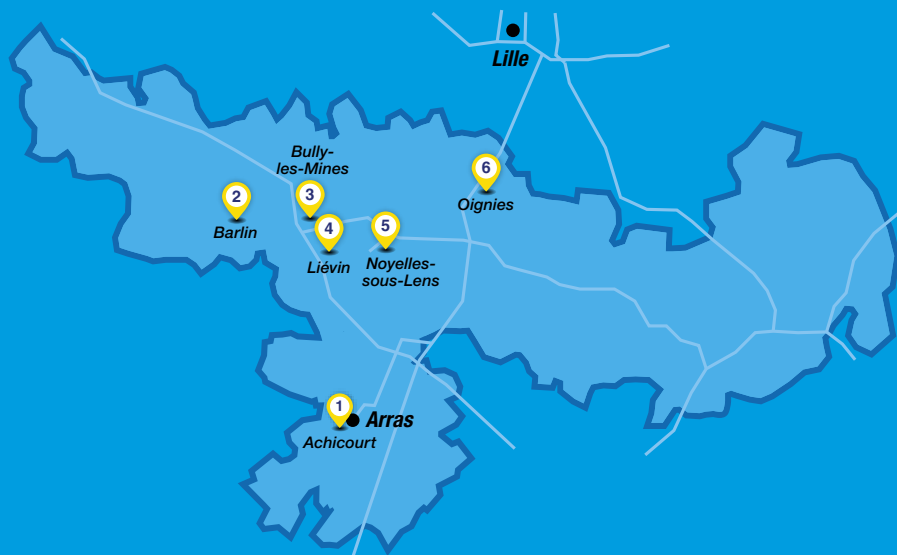 Lille
Bully-
les-Mines
6
3
2
Oignies
4
5
Barlin
Liévin
Noyelles-
sous-Lens
1
Arras
Achicourt